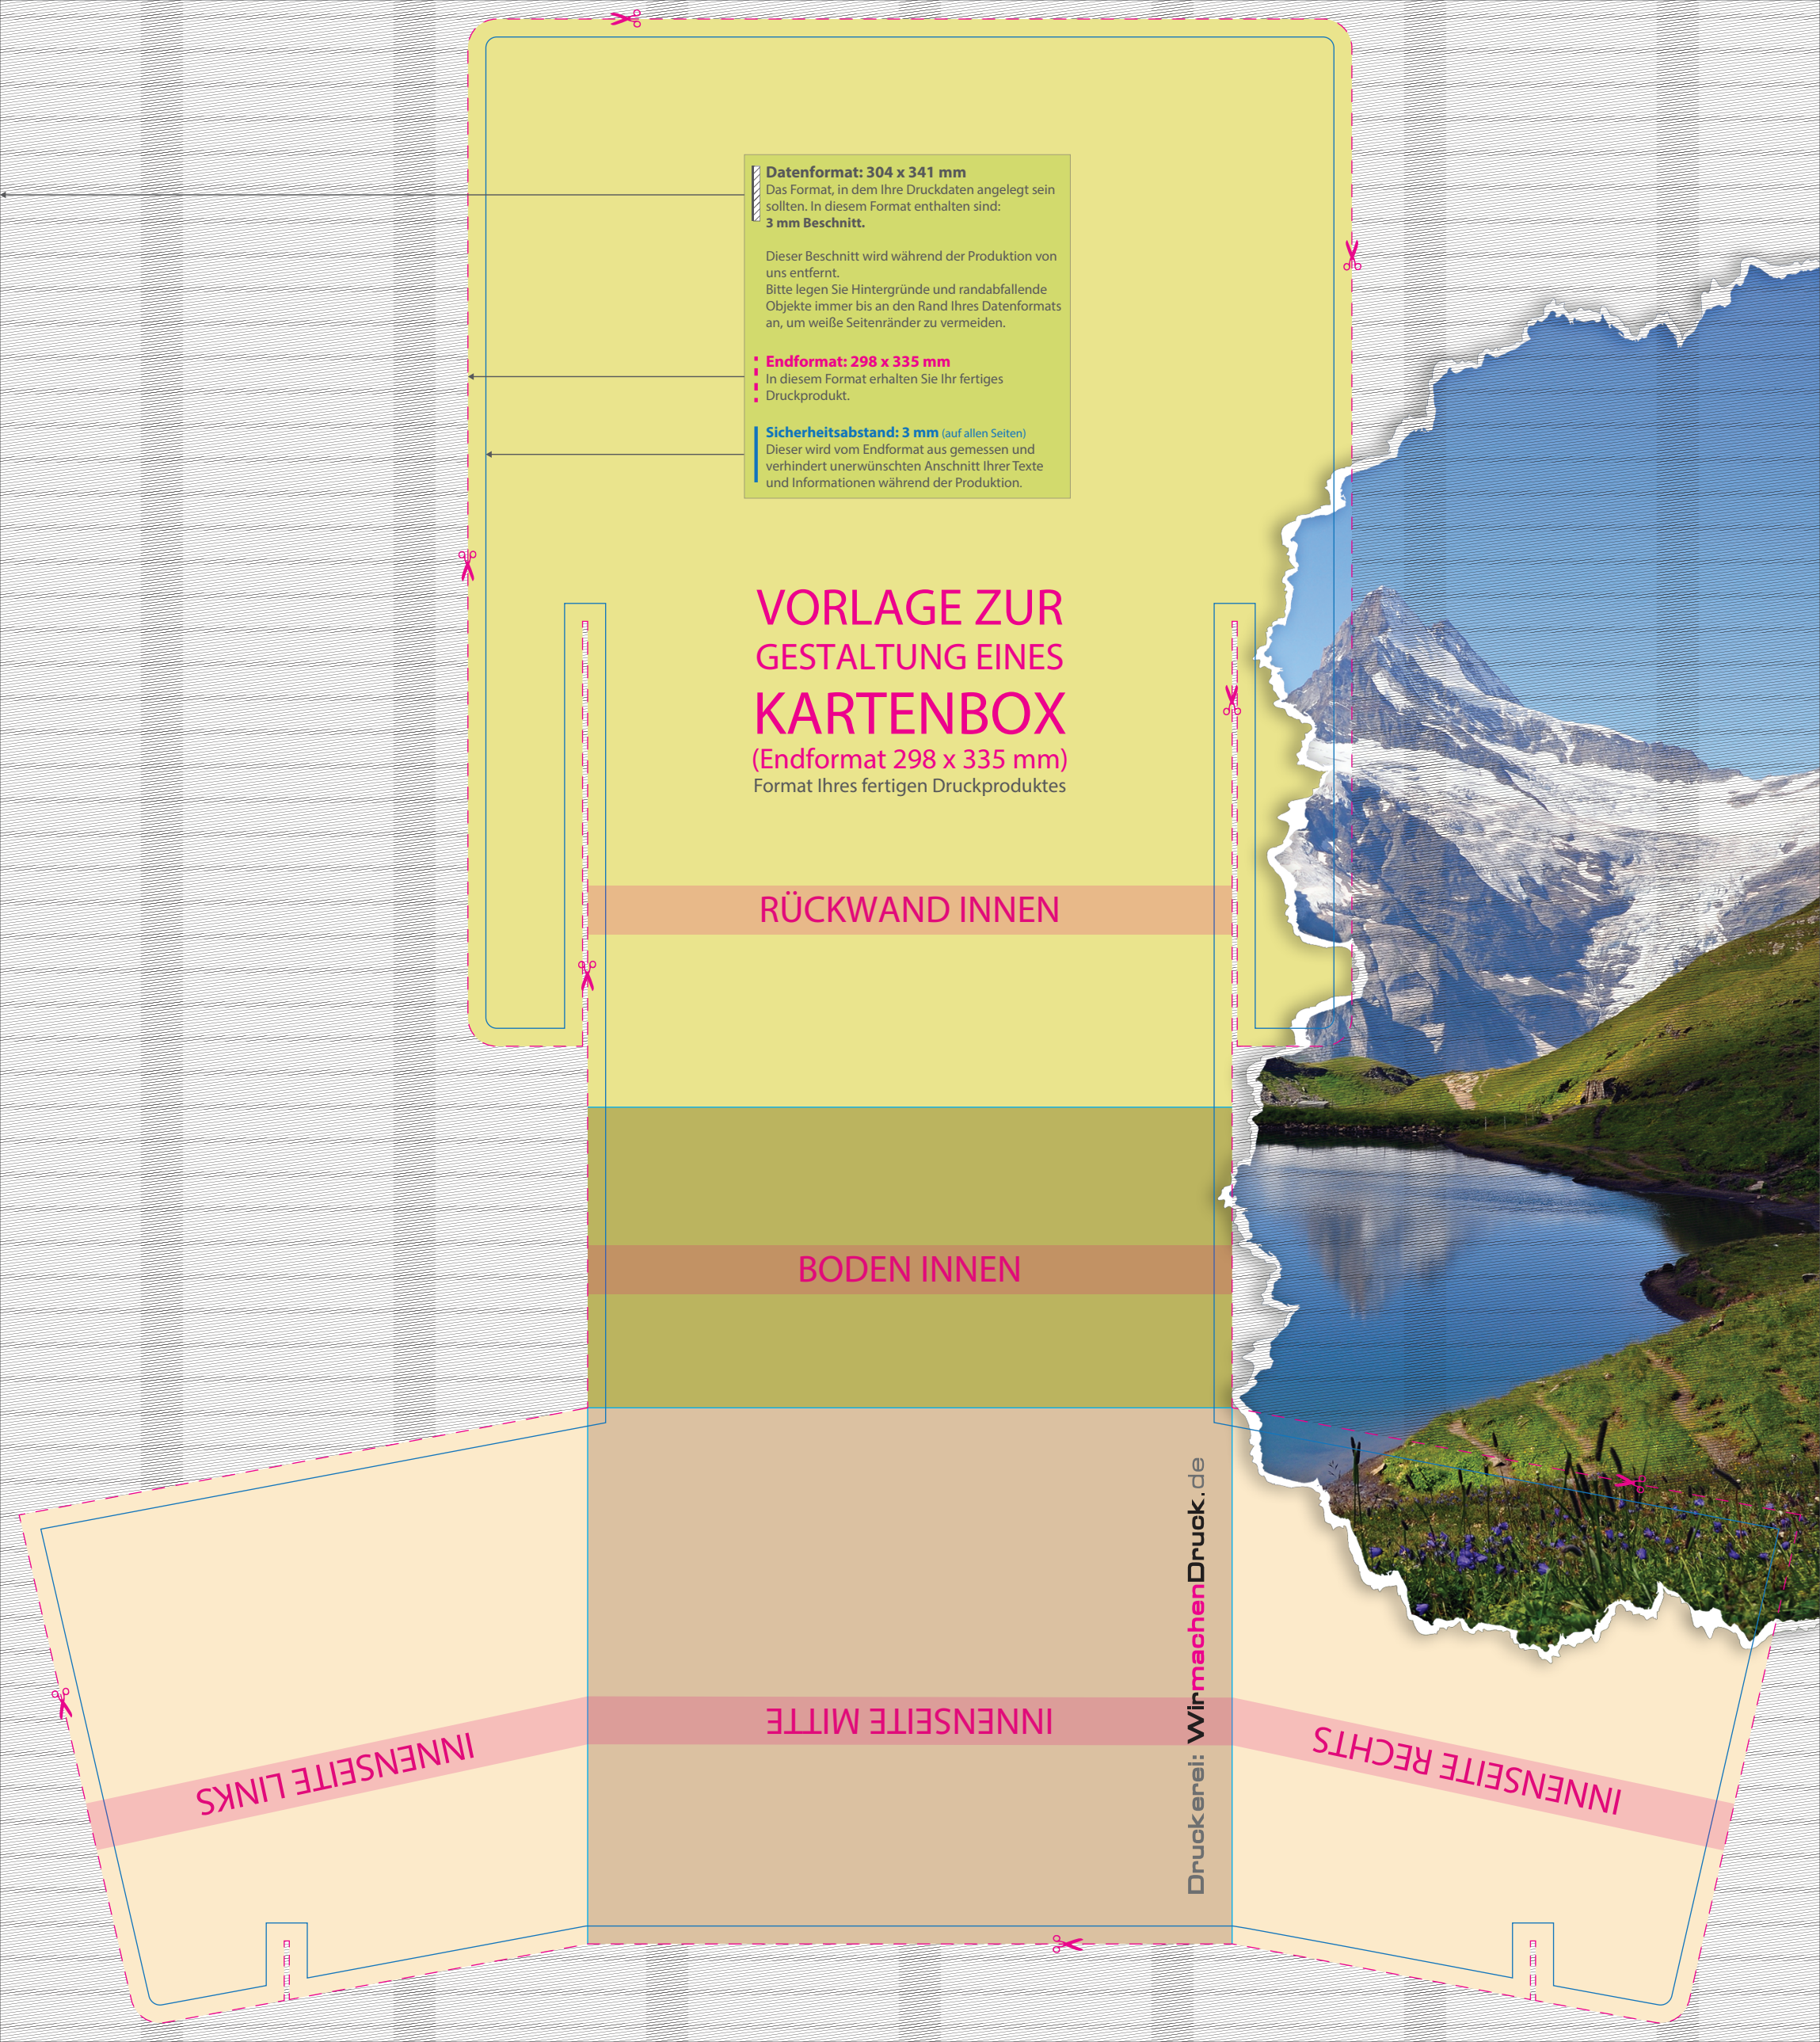 Datenformat: 304 x 341 mm
Das Format, in dem Ihre Druckdaten angelegt sein
sollten. In diesem Format enthalten sind:
3 mm Beschnitt.
Dieser Beschnitt wird während der Produktion von
uns entfernt.
Bitte legen Sie Hintergründe und randabfallende
Objekte immer bis an den Rand Ihres Datenformats
an, um weiße Seitenränder zu vermeiden.
Endformat: 298 x 335 mm
In diesem Format erhalten Sie Ihr fertiges
Druckprodukt.
Sicherheitsabstand: 3 mm (auf allen Seiten)
Dieser wird vom Endformat aus gemessen und
verhindert unerwünschten Anschnitt Ihrer Texte
und Informationen während der Produktion.
VORLAGE ZUR
GESTALTUNG EINES
KARTENBOX
(Endformat 298 x 335 mm)
Format Ihres fertigen Druckproduktes
RÜCKWAND INNEN
BODEN INNEN
INNENSEITE LINKS
INNENSEITE MITTE
INNENSEITE RECHTS
Druckerei: WirmachenDruck.de